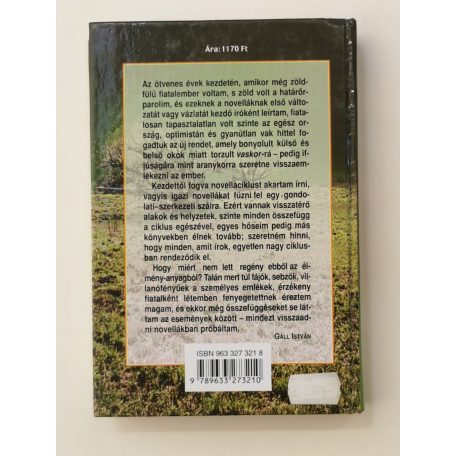 Ára: 1170 Ft
Az ötvenes évek kezdetén, amikor még zöld-
fülű fiatalember voltam, s zöld volt a határőr-
parolim, és ezeknek a novelláknak első válto-
zatát vagy vázlatát kezdő íróként leírtam, fiata-
losan tapasztalatlan volt szinte az egész or-
szág, optimistán és gyanútlan vak hittel fo-
gadtuk az új rendet, amely bonyolult külső és
belső okok miatt torzult vaskor-rá – pedig if-
júságára mint aranykorra szeretne visszaem-
lékezni az ember.
Kezdettől fogva novellaciklust akartam írni,
vagyis igazi novellákat fűzni fel egy gondo-
lati–szerkezeti szálra. Ezért vannak visszatérő
alakok és helyzetek, szinte minden összefügg
a ciklus egészével, egyes hőseim pedig más
könyvekben élnek tovább; szeretném hinni,
hogy minden, amit írok, egyetlen nagy ciklus-
ban rendeződik el.
Hogy miért nem lett regény ebből az él-
mény-anyagból? Talán mert túl fájók, sebzők, vil-
lanófényűek a személyes emlékek, érzékeny
fiatalként létemben fenyegetettnek éreztem
magam, és ekkor még összefüggéseket se lát-
tam az események között – mindezt visszaad-
ni novellákban próbáltam.
GÁLL ISTVÁN
ISBN 963 327 321 8
9 789633 273210